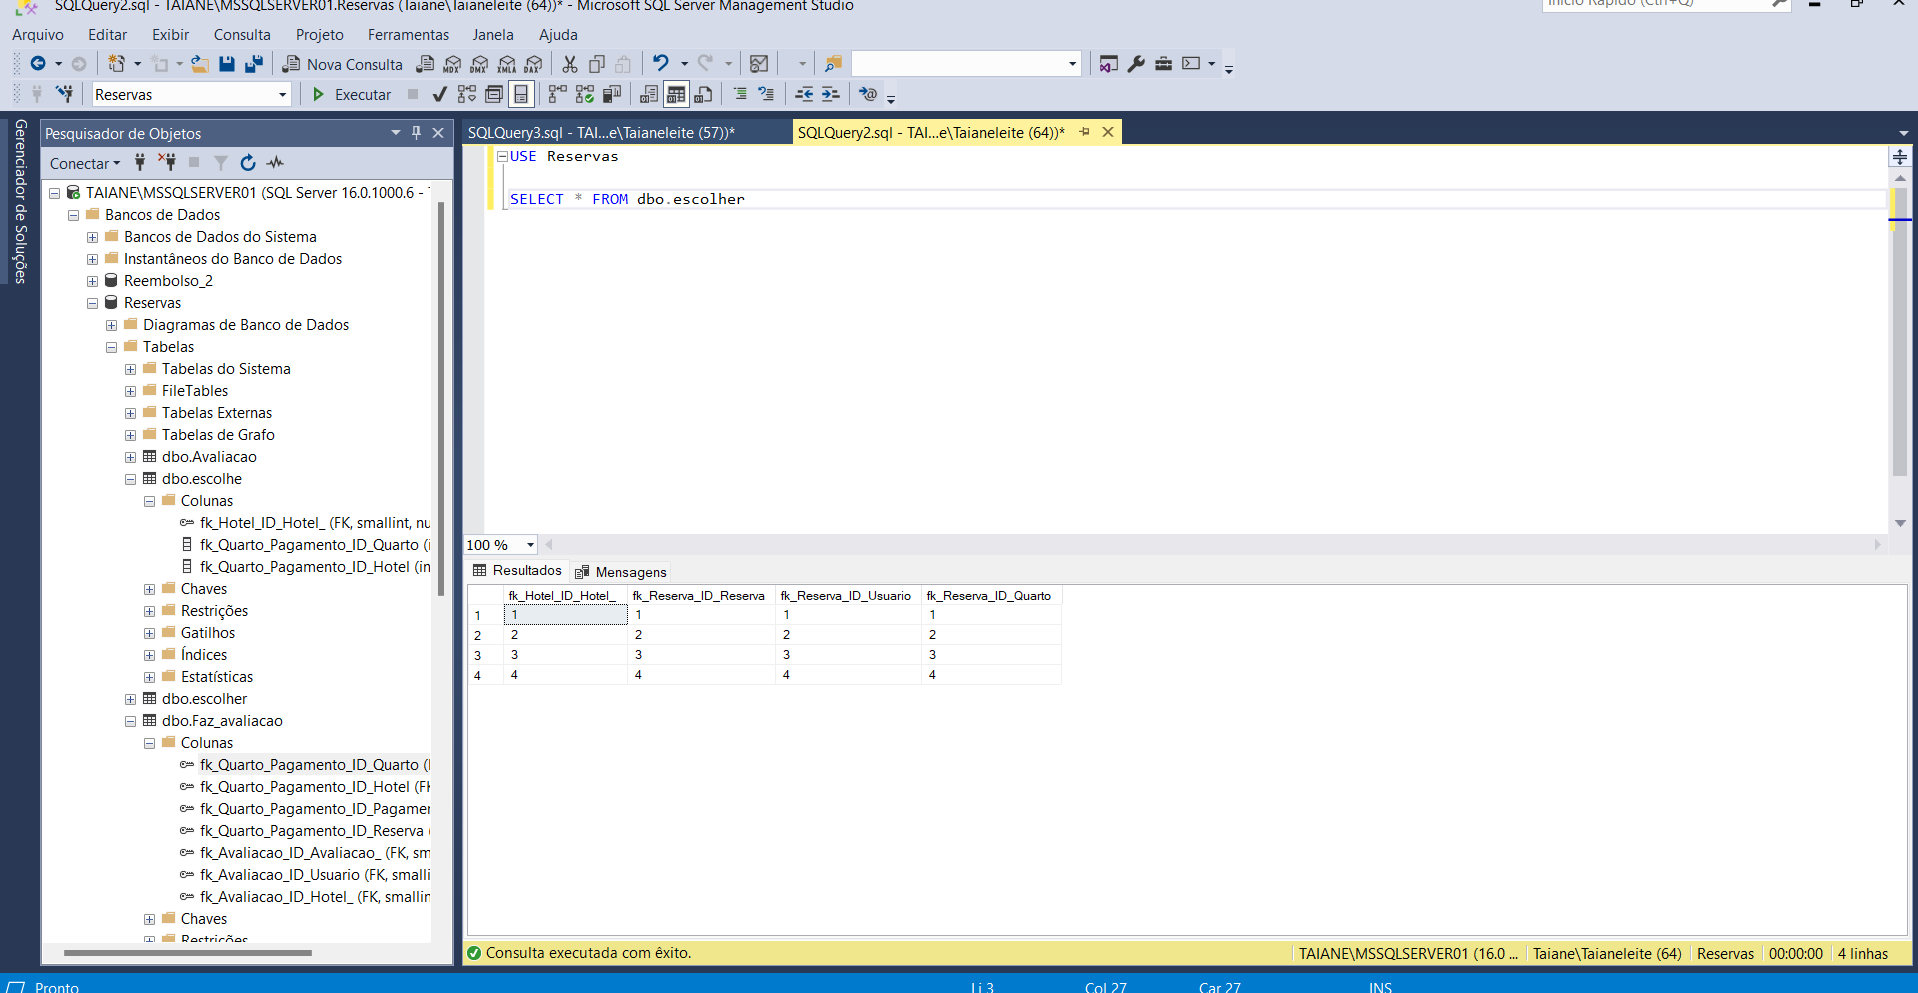 SQLQuery2.sql - TAIANE\MSSQLSERVER01.Reservas (Taiane\Taianeleite (64))* - Microsoft SQL Server Management Studio
Início Rápido (Ctrl+Q)
Arquivo Editar Exibir Consulta Projeto Ferramentas Janela Ajuda
Nova Consulta MDX DMX XMLA DAX
Reservas Executar
Gerenciador de Soluções
Pesquisador de Objetos
Conectar
TAIANE\MSSQLSERVER01 (SQL Server 16.0.1000.6 -
Bancos de Dados
Bancos de Dados do Sistema
Instantâneos do Banco de Dados
Reembolso_2
Reservas
Diagramas de Banco de Dados
Tabelas
Tabelas do Sistema
FileTables
Tabelas Externas
Tabelas de Grafo
dbo.Avaliacao
dbo.escolhe
Colunas
fk_Hotel_ID_Hotel_ (FK, smallint, nu
fk_Quarto_Pagamento_ID_Quarto (i
fk_Quarto_Pagamento_ID_Hotel (in
Chaves
Restrições
Gatilhos
Índices
Estatísticas
dbo.escolher
dbo.Faz_avaliacao
Colunas
fk_Quarto_Pagamento_ID_Quarto (
fk_Quarto_Pagamento_ID_Hotel (Fk
fk_Quarto_Pagamento_ID_Pagamen
fk_Quarto_Pagamento_ID_Reserva (
fk_Avaliacao_ID_Avaliacao_ (FK, sm
fk_Avaliacao_ID_Usuario (FK, smalli
fk_Avaliacao_ID_Hotel_ (FK, smallin
Chaves
Restrições
SQLQuery3.sql - TAI...e\Taianeleite (57))* SQLQuery2.sql - TAI...e\Taianeleite (64))*
USE Reservas
SELECT * FROM dbo.escolher
100 %
Resultados Mensagens
fk_Hotel_ID_Hotel_ fk_Reserva_ID_Reserva fk_Reserva_ID_Usuario fk_Reserva_ID_Quarto
1 1 1 1 1
2 2 2 2 2
3 3 3 3 3
4 4 4 4 4
Consulta executada com êxito. TAIANE\MSSQLSERVER01 (16.0 ... Taiane\Taianeleite (64) Reservas 00:00:00 4 linhas
Pronto Li 3 Col 27 Car 27 INS